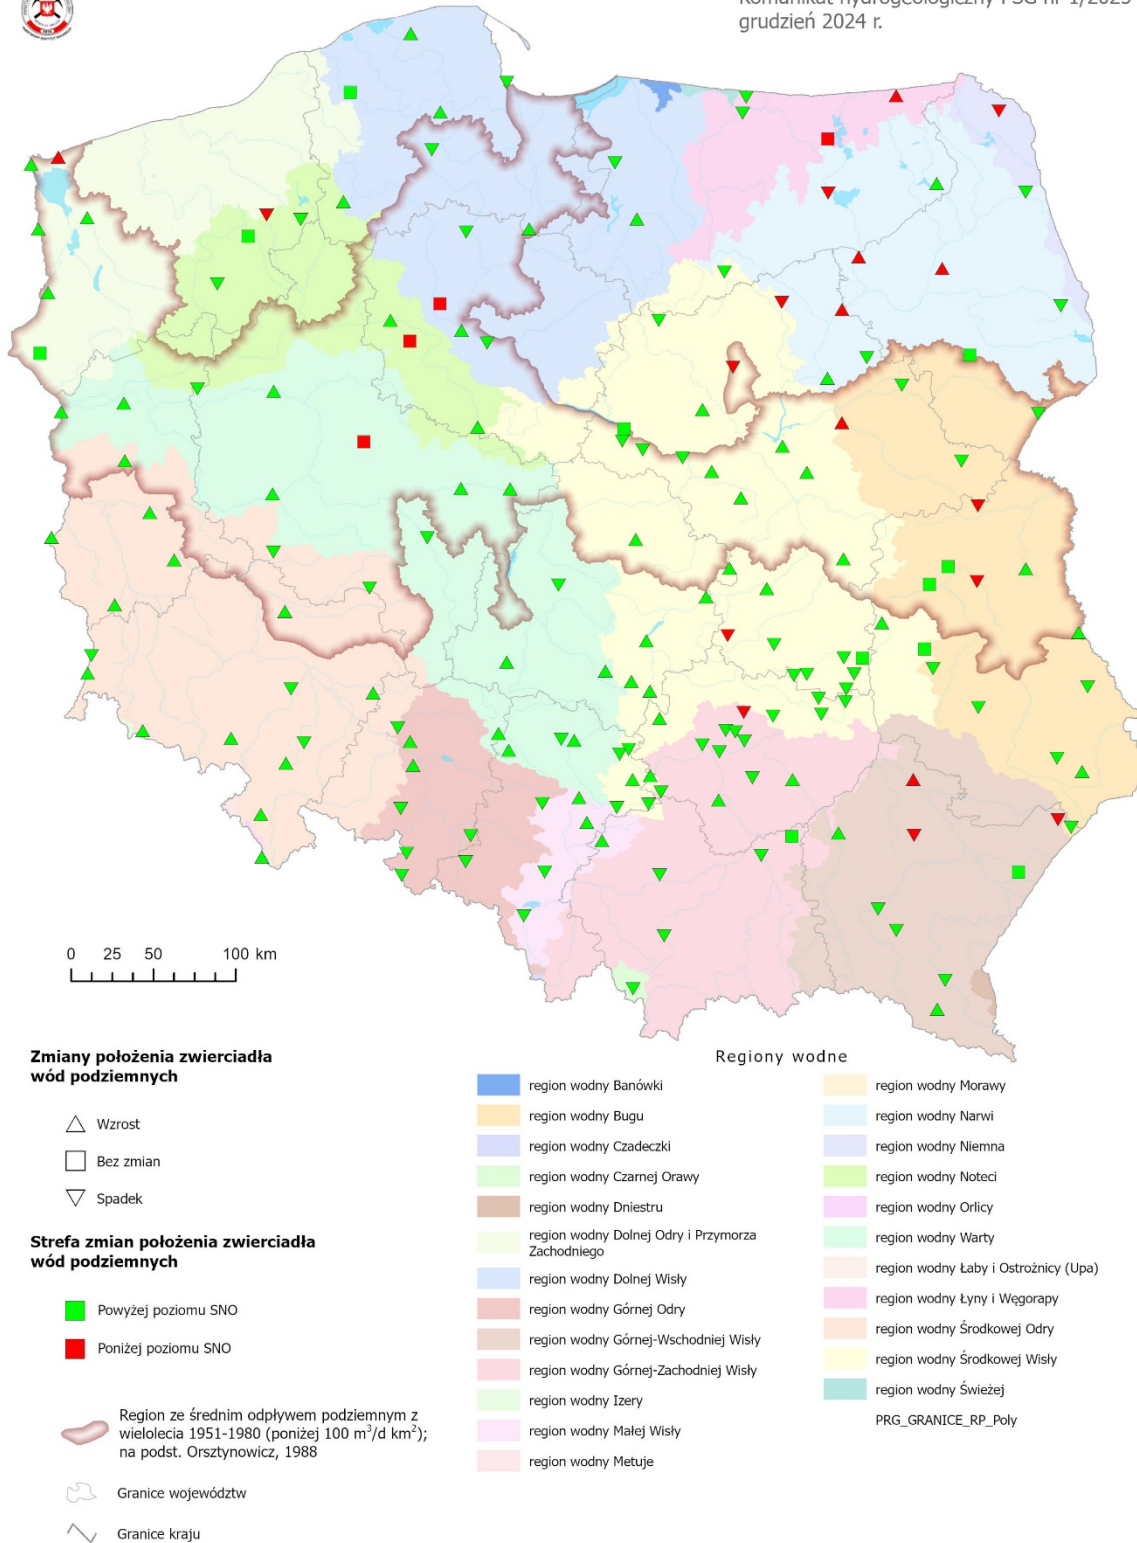 Komunikat hydrogeologiczny PSG nr 1/2025
grudzień 2024 r.
0 25 50 100 km
Zmiany położenia zwierciadła
wód podziemnych
Wzrost
Bez zmian
Spadek
Strefa zmian położenia zwierciadła
wód podziemnych
Powyżej poziomu SNO
Poniżej poziomu SNO
Region ze średnim odpływem podziemnym z
wielolecia 1951-1980 (poniżej 100 m³/d km²);
na podst. Orsztynowicz, 1988
Granice województw
Granice kraju
Regiony wodne
region wodny Banówki
region wodny Bugu
region wodny Czadeczki
region wodny Czarnej Orawy
region wodny Dniestru
region wodny Dolnej Odry i Przymorza
Zachodniego
region wodny Dolnej Wisły
region wodny Górnej Odry
region wodny Górnej-Wschodniej Wisły
region wodny Górnej-Zachodniej Wisły
region wodny Izery
region wodny Małej Wisły
region wodny Metuje
region wodny Morawy
region wodny Narwi
region wodny Niemna
region wodny Noteci
region wodny Orlicy
region wodny Warty
region wodny Łaby i Ostrożnicy (Upa)
region wodny Łyny i Węgorapy
region wodny Środkowej Odry
region wodny Środkowej Wisły
region wodny Świeżej
PRG_GRANICE_RP_Poly